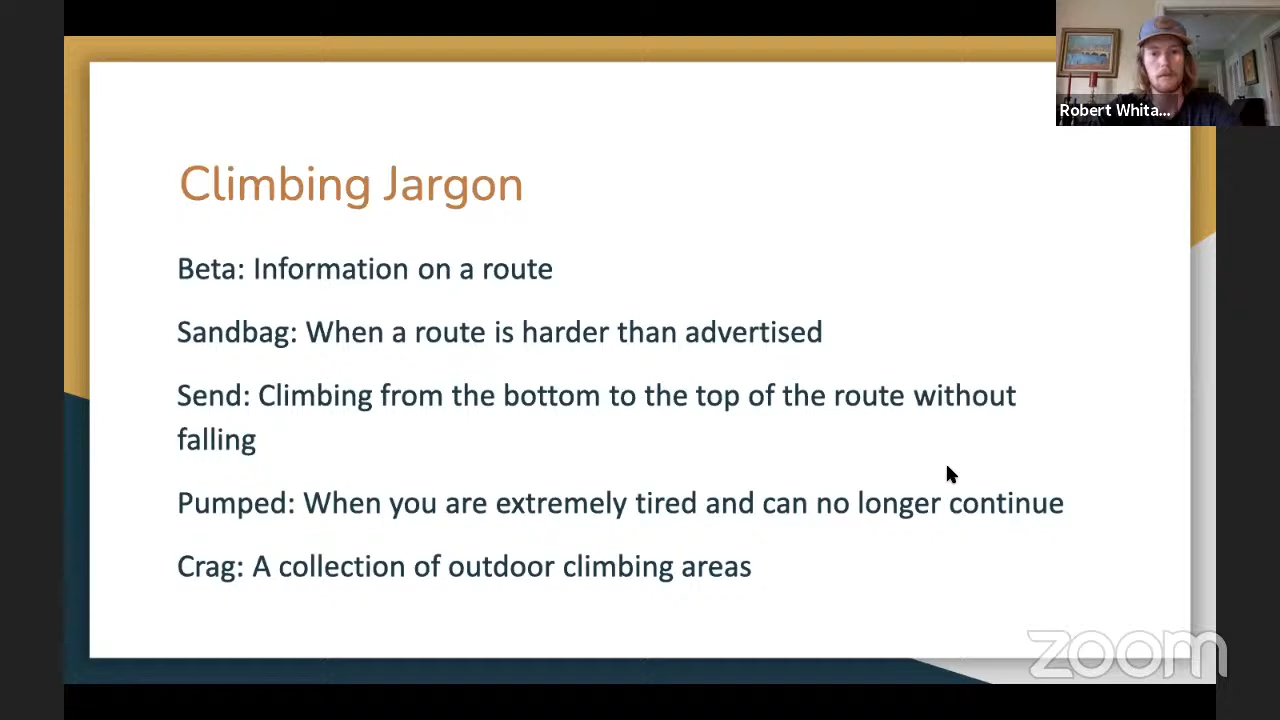 Robert Whita...
Climbing Jargon
Beta: Information on a route
Sandbag: When a route is harder than advertised
Send: Climbing from the bottom to the top of the route without
falling
Pumped: When you are extremely tired and can no longer continue
Crag: A collection of outdoor climbing areas
zoom